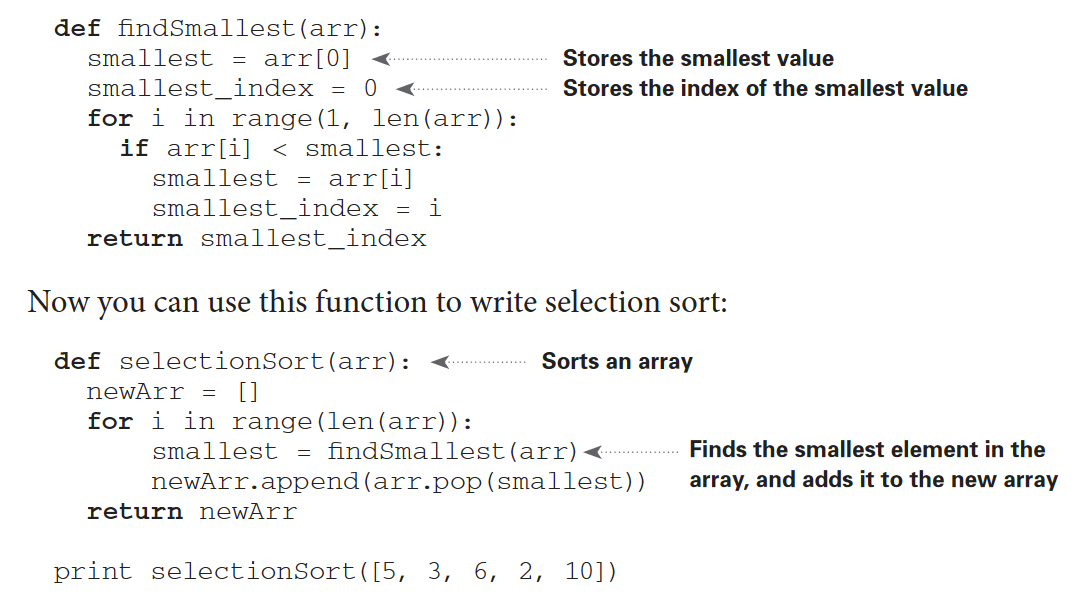 def findSmallest(arr):
  smallest = arr[0] Stores the smallest value
  smallest_index = 0 Stores the index of the smallest value
  for i in range(1, len(arr)):
    if arr[i] < smallest:
      smallest = arr[i]
      smallest_index = i
  return smallest_index
Now you can use this function to write selection sort:
def selectionSort(arr): Sorts an array
  newArr = []
  for i in range(len(arr)):
      smallest = findSmallest(arr) Finds the smallest element in the
      newArr.append(arr.pop(smallest)) array, and adds it to the new array
  return newArr
print selectionSort([5, 3, 6, 2, 10])